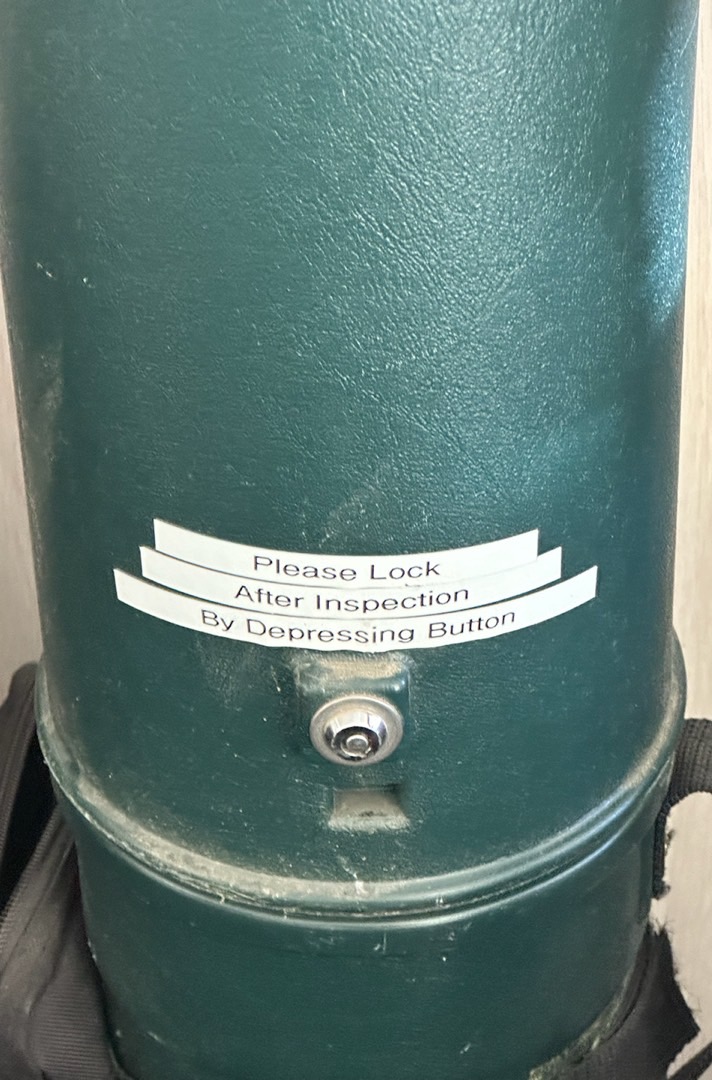 Please Lock
After Inspection
By Depressing Button